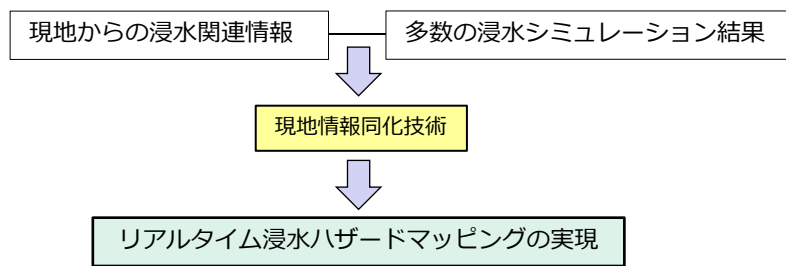 現地からの浸水関連情報
多数の浸水シミュレーション結果
現地情報同化技術
リアルタイム浸水ハザードマッピングの実現